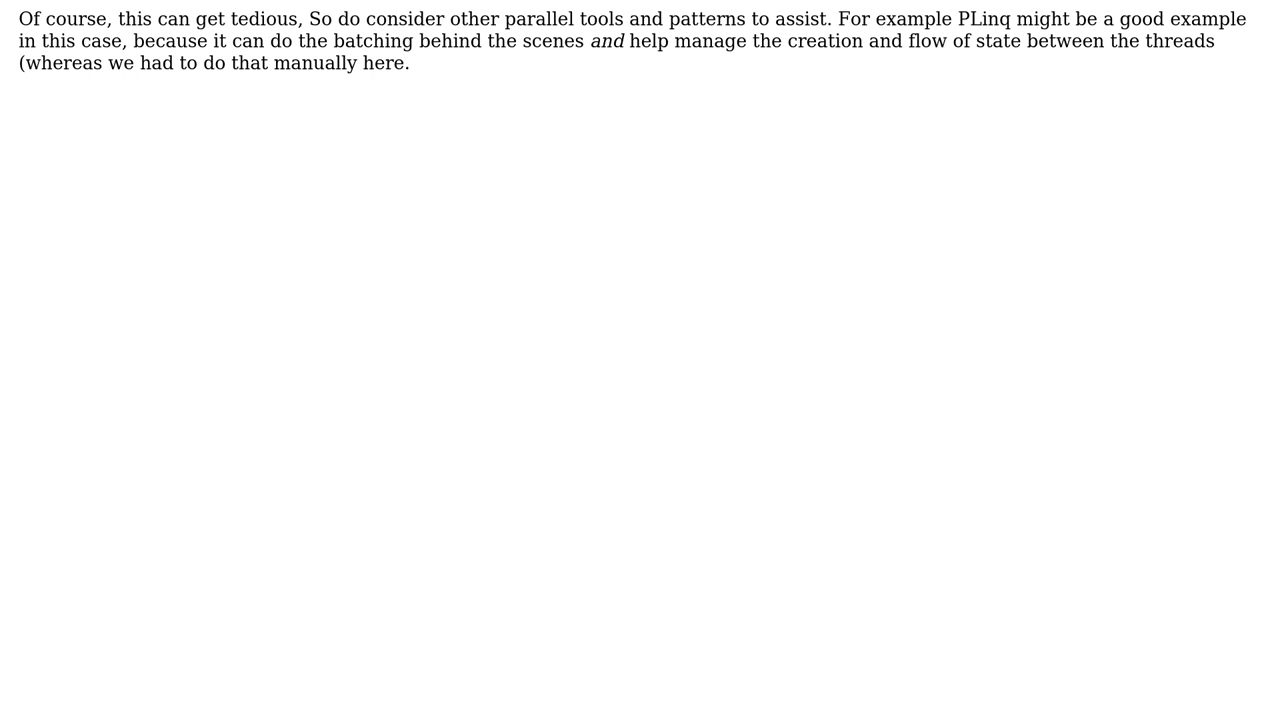 Of course, this can get tedious, So do consider other parallel tools and patterns to assist. For example PLinq might be a good example
in this case, because it can do the batching behind the scenes and help manage the creation and flow of state between the threads
(whereas we had to do that manually here.